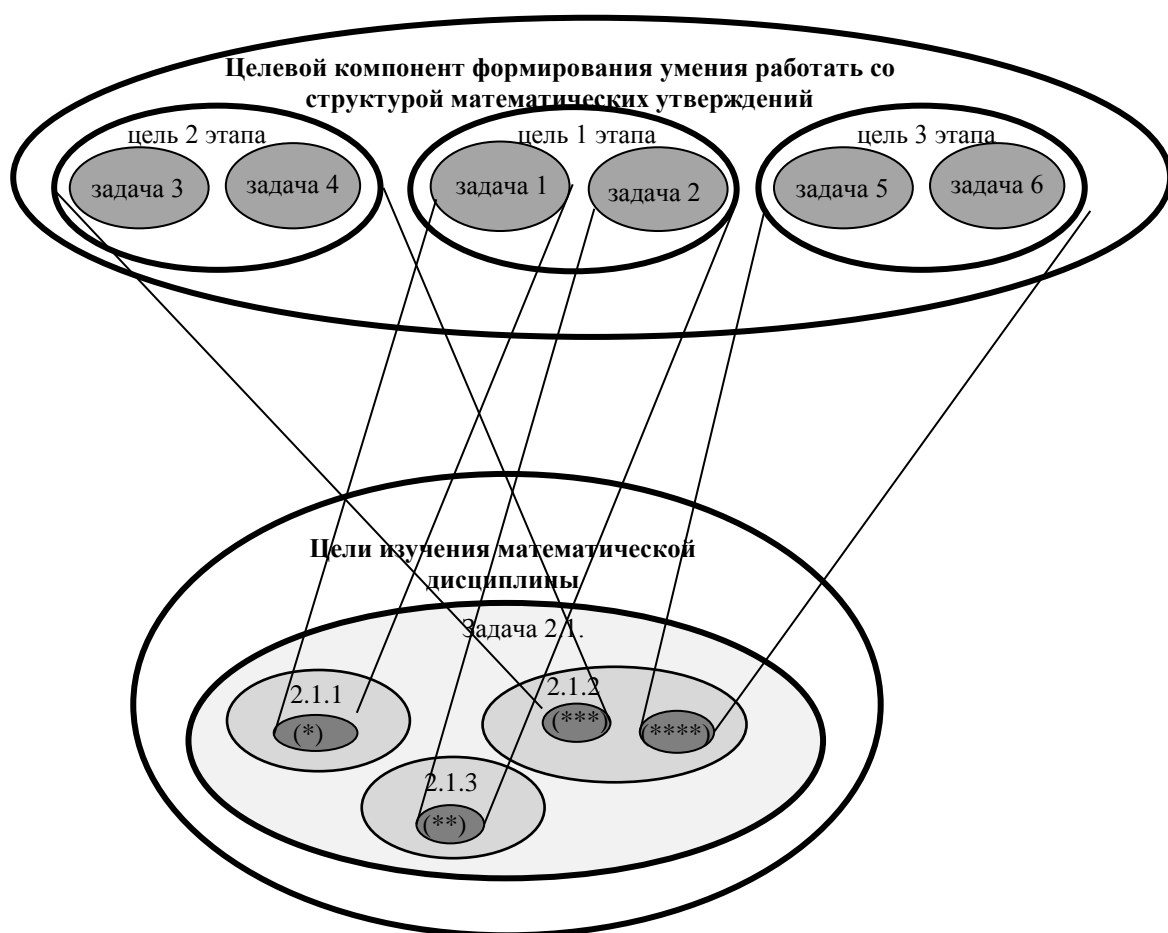 Целевой компонент формирования умения работать со
структурой математических утверждений
цель 2 этапа
цель 1 этапа
цель 3 этапа
задача 3
задача 4
задача 1
задача 2
задача 5
задача 6
Цели изучения математической
дисциплины
Задача 2.1.
2.1.1
(*)
2.1.2
(***)
(****)
2.1.3
(**)